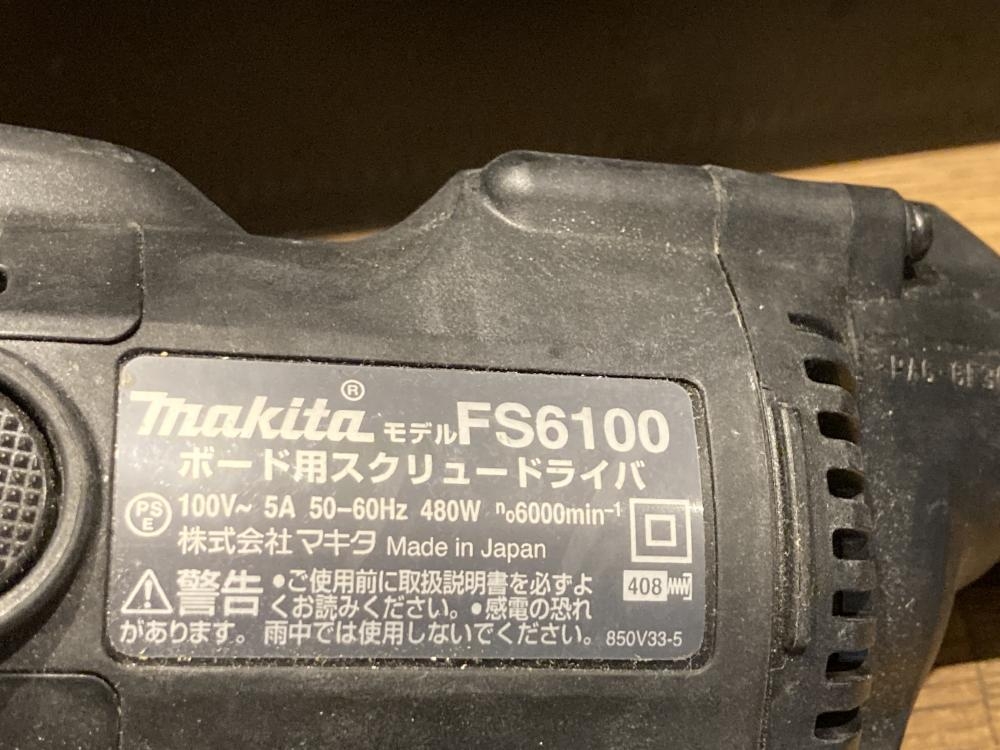 makita® モデルFS6100
ボード用スクリュードライバ
PSE 100V~ 5A 50-60Hz 480W n₀6000min⁻¹
株式会社マキタ Made in Japan
408
警告 •ご使用前に取扱説明書を必ずよ
くお読みください。•感電の恐れ
があります。雨中では使用しないでください。 850V33-5